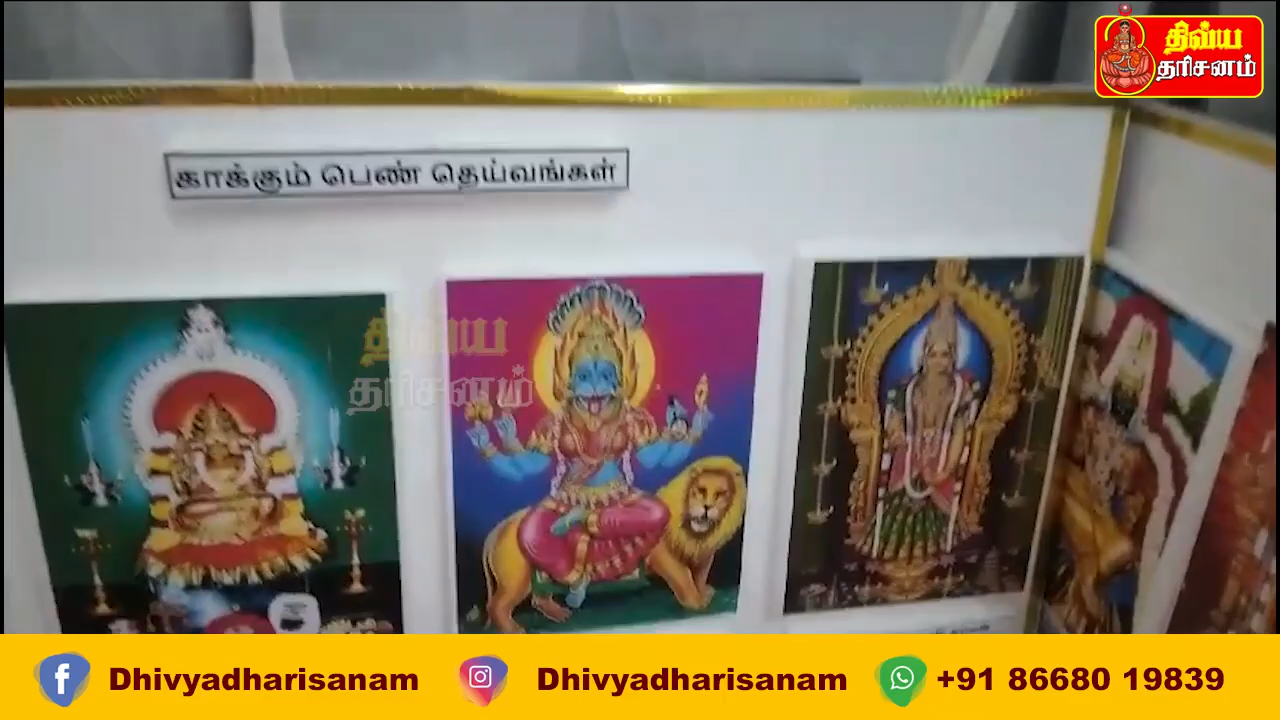 திவ்ய
தரிசனம்
காக்கும் பெண் தெய்வங்கள்
திவ்ய
தரிசனம்
Dhivyadharisanam
Dhivyadharisanam
+91 86680 19839